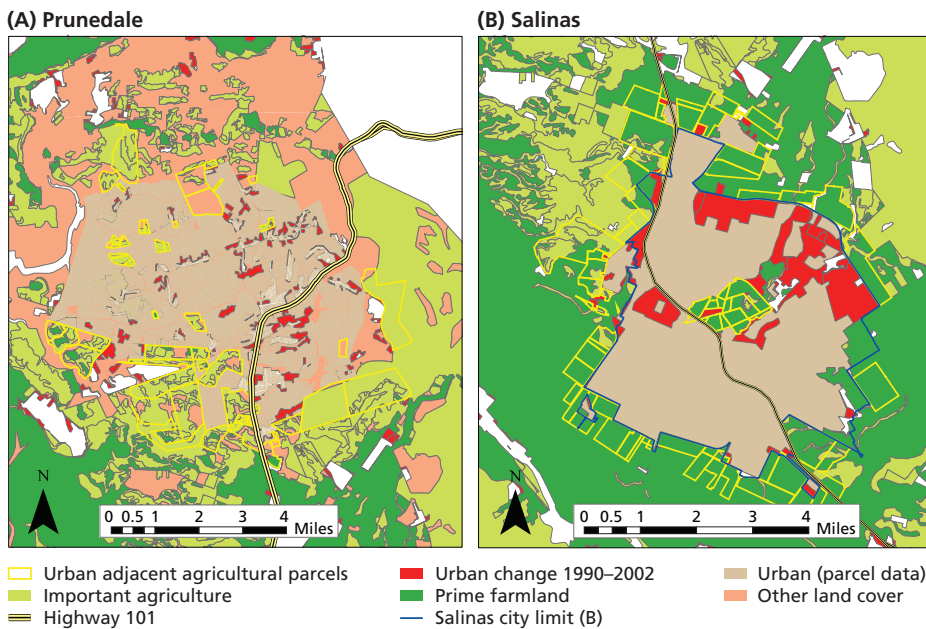 (A) Prunedale
(B) Salinas
N
0 0.5 1 2 3 4
Miles
N
0 0.5 1 2 3 4
Miles
Urban adjacent agricultural parcels
Urban change 1990–2002
Urban (parcel data)
Important agriculture
Prime farmland
Other land cover
Highway 101
Salinas city limit (B)